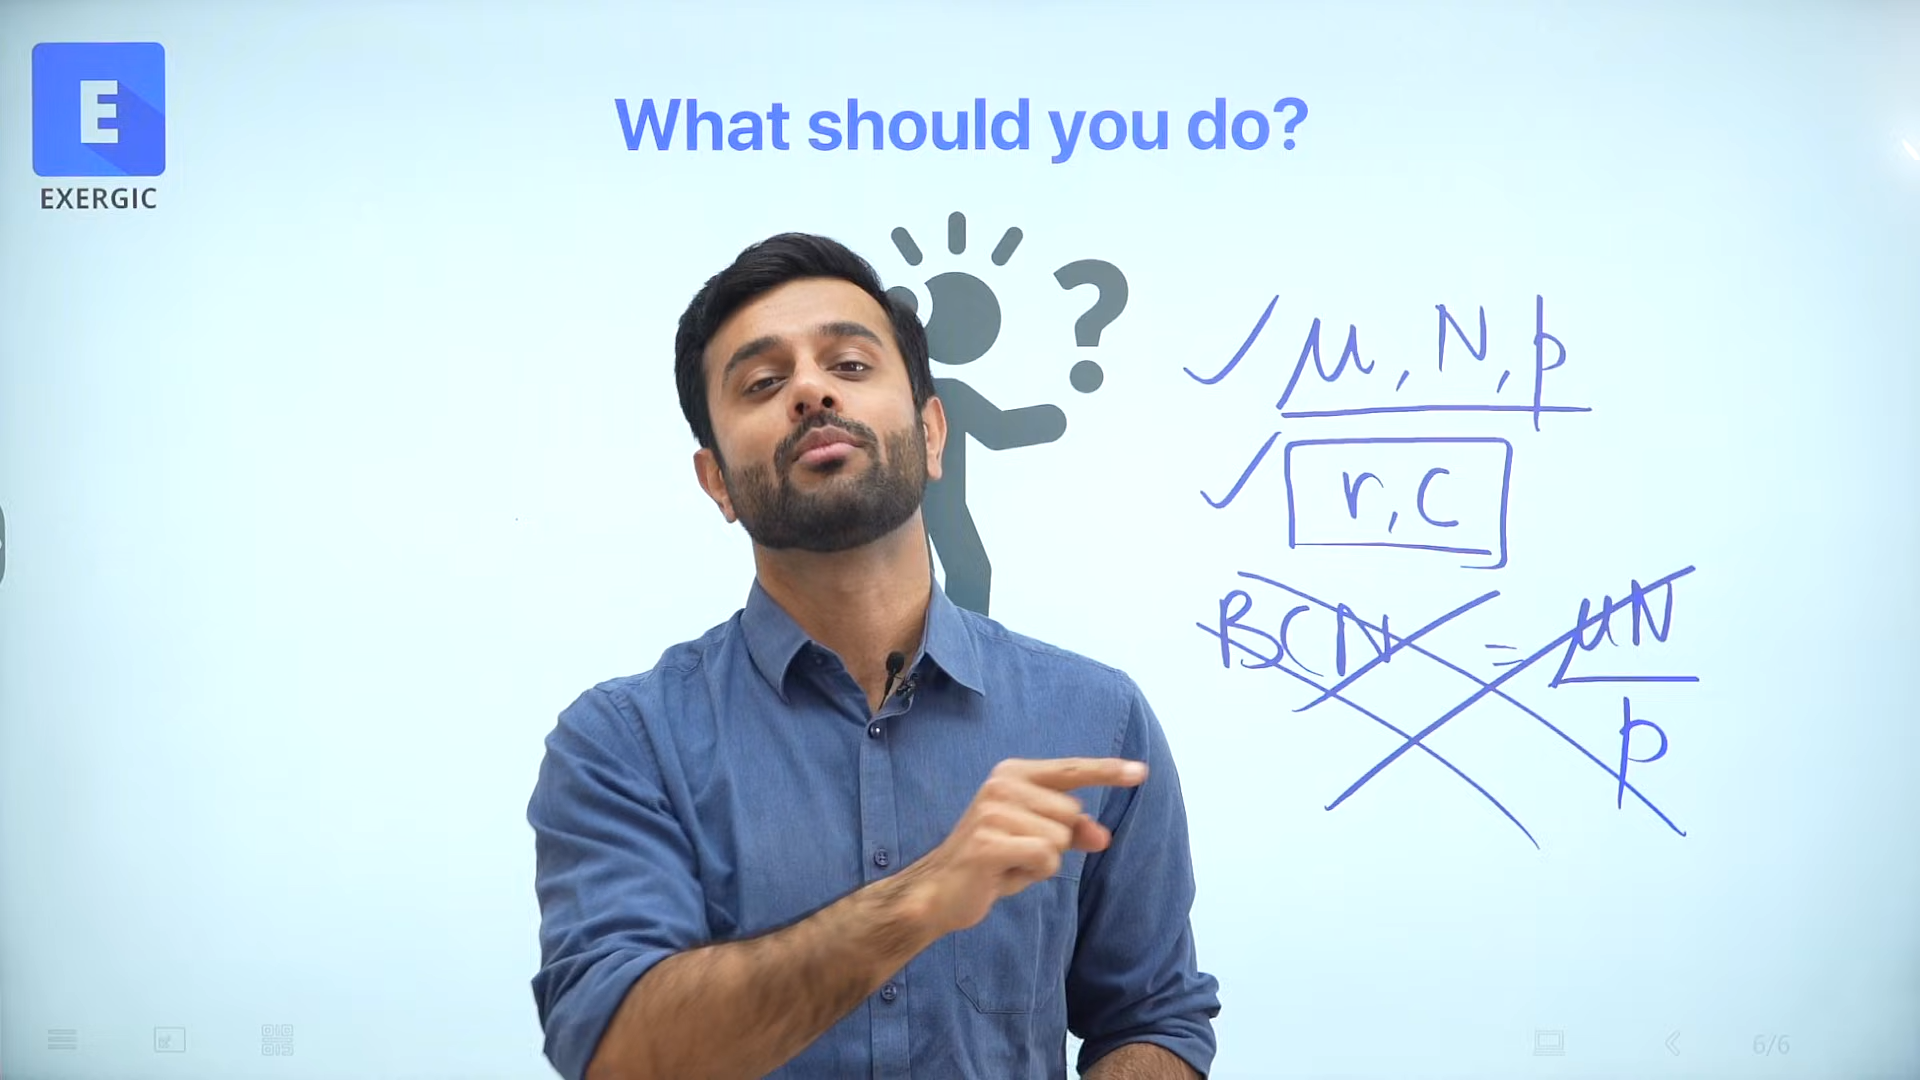 E
EXERGIC
What should you do?
?
μ, N, p
r, C
BCN = μN
p
6/6